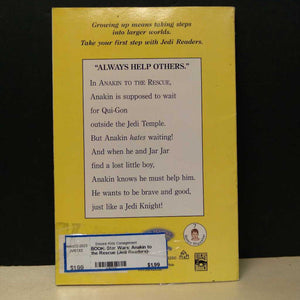 Growing up means taking steps
into larger worlds.
Take your first step with Jedi Readers.
"ALWAYS HELP OTHERS."
IN ANAKIN TO THE RESCUE,
Anakin is supposed to wait
for Qui-Gon
outside the Jedi Temple.
But Anakin hates waiting!
And when he and Jar Jar
find a lost little boy,
Anakin knows he must help him.
He wants to be brave and good,
just like a Jedi Knight!
BOOK: Star Wars: Anakin to
the Rescue (Jedi Readers)-
$1.99
$1.99